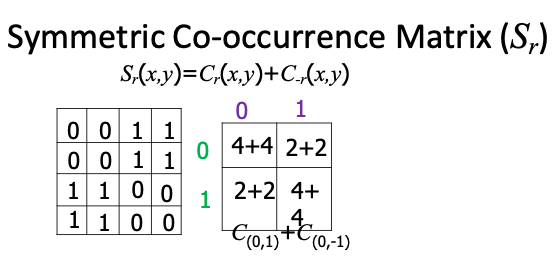 Symmetric Co-occurrence Matrix (Sᵣ)
Sᵣ(x,y)=Cᵣ(x,y)+C₋ᵣ(x,y)
0 1
0 0 1 1
0 0 1 1
1 1 0 0
1 1 0 0
0 4+4 2+2
1 2+2 4+
4
C(0,1)+C(0,-1)